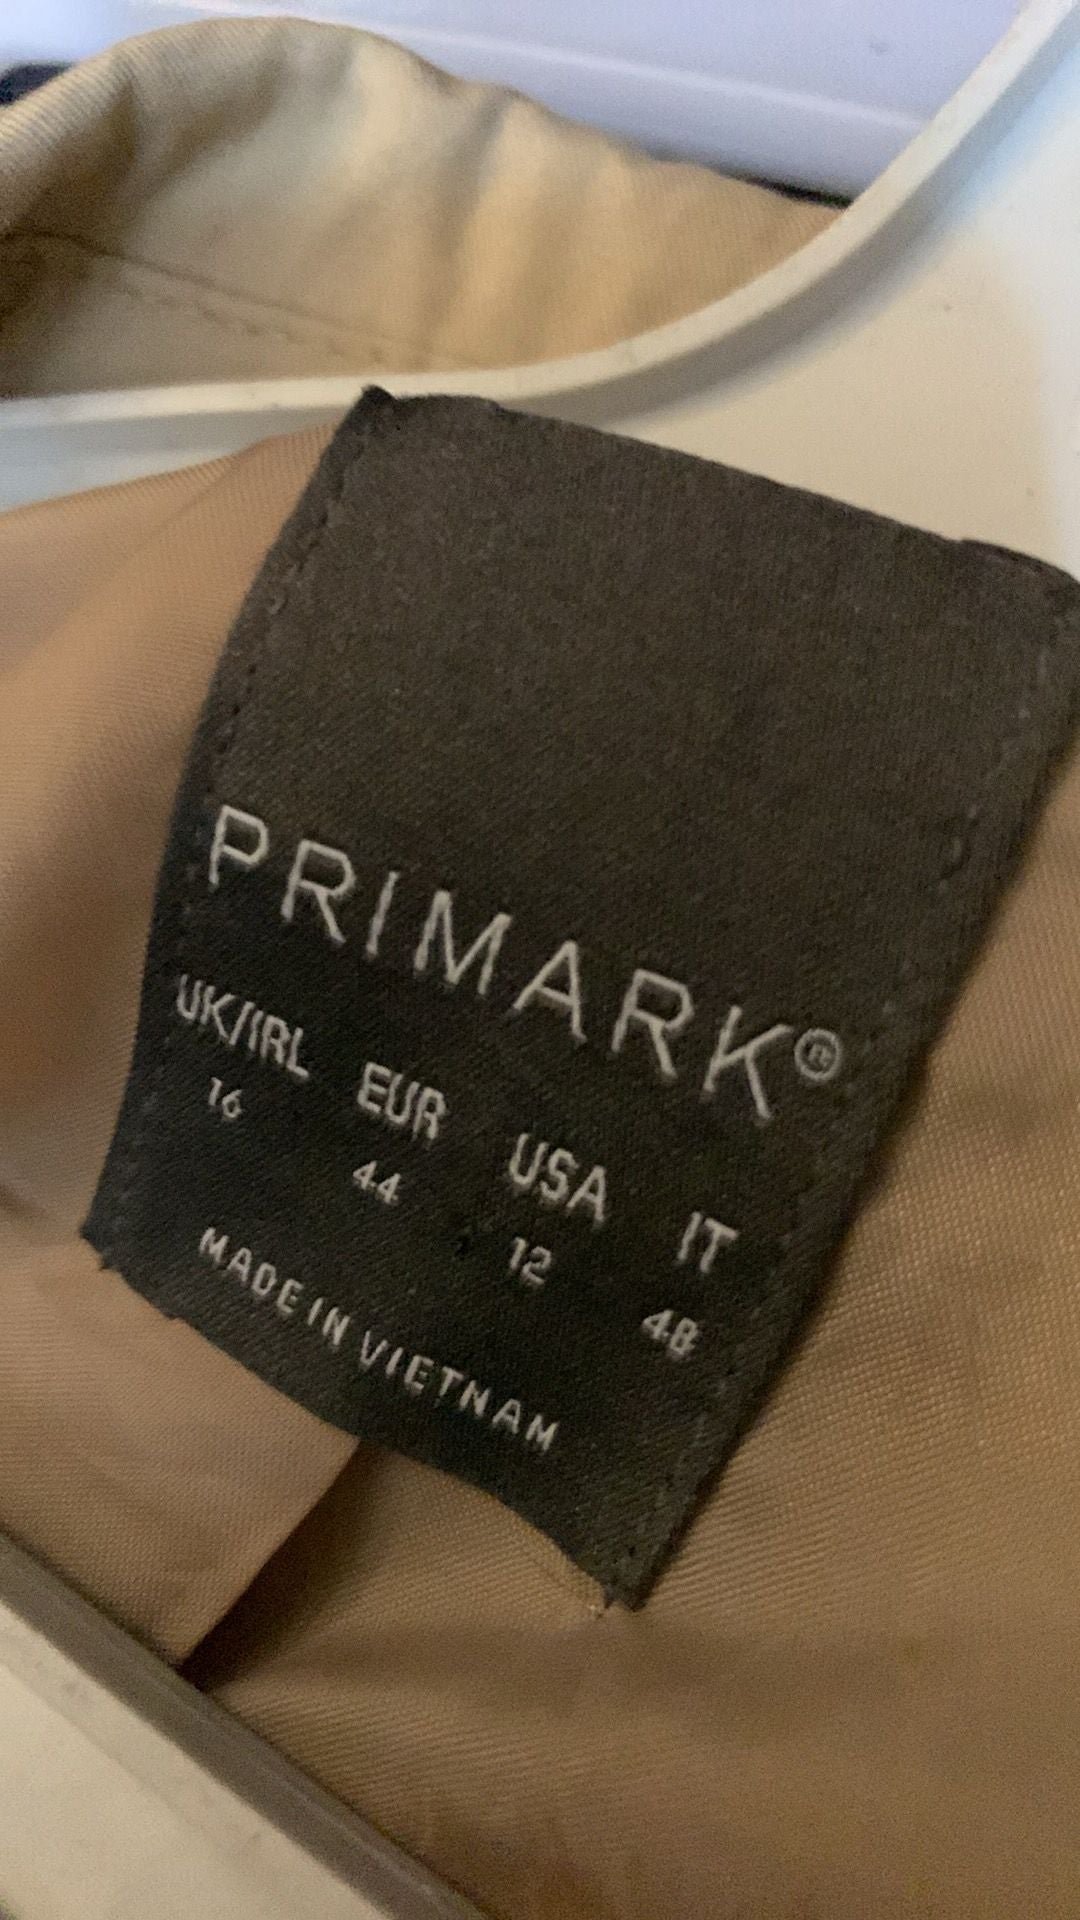 PRIMARK®
UK/IRL EUR USA IT
16 44 12 48
MADE IN VIETNAM